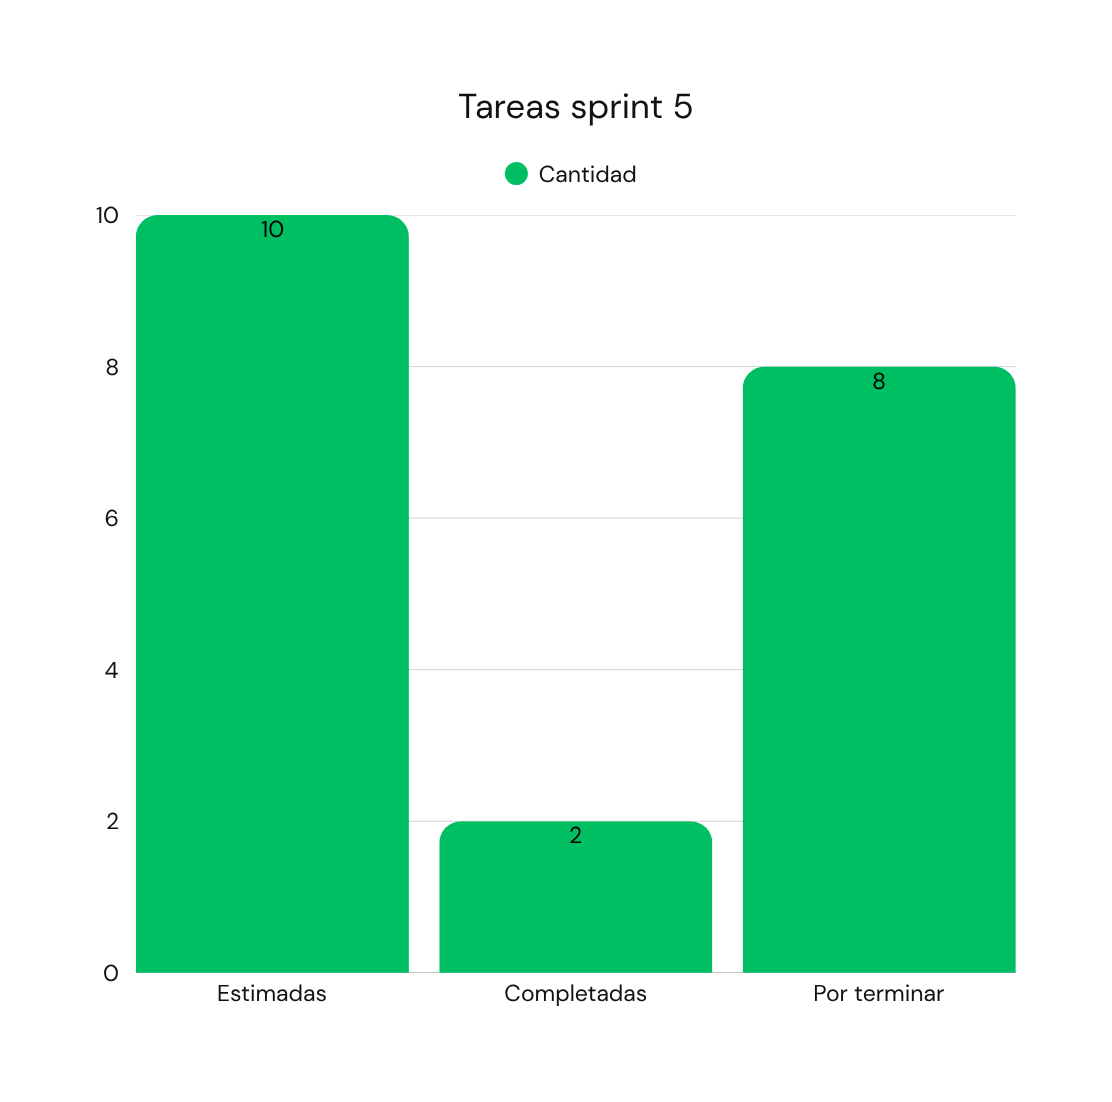 Tareas sprint 5
Cantidad
10
8
6
4
2
0
10
2
8
Estimadas
Completadas
Por terminar